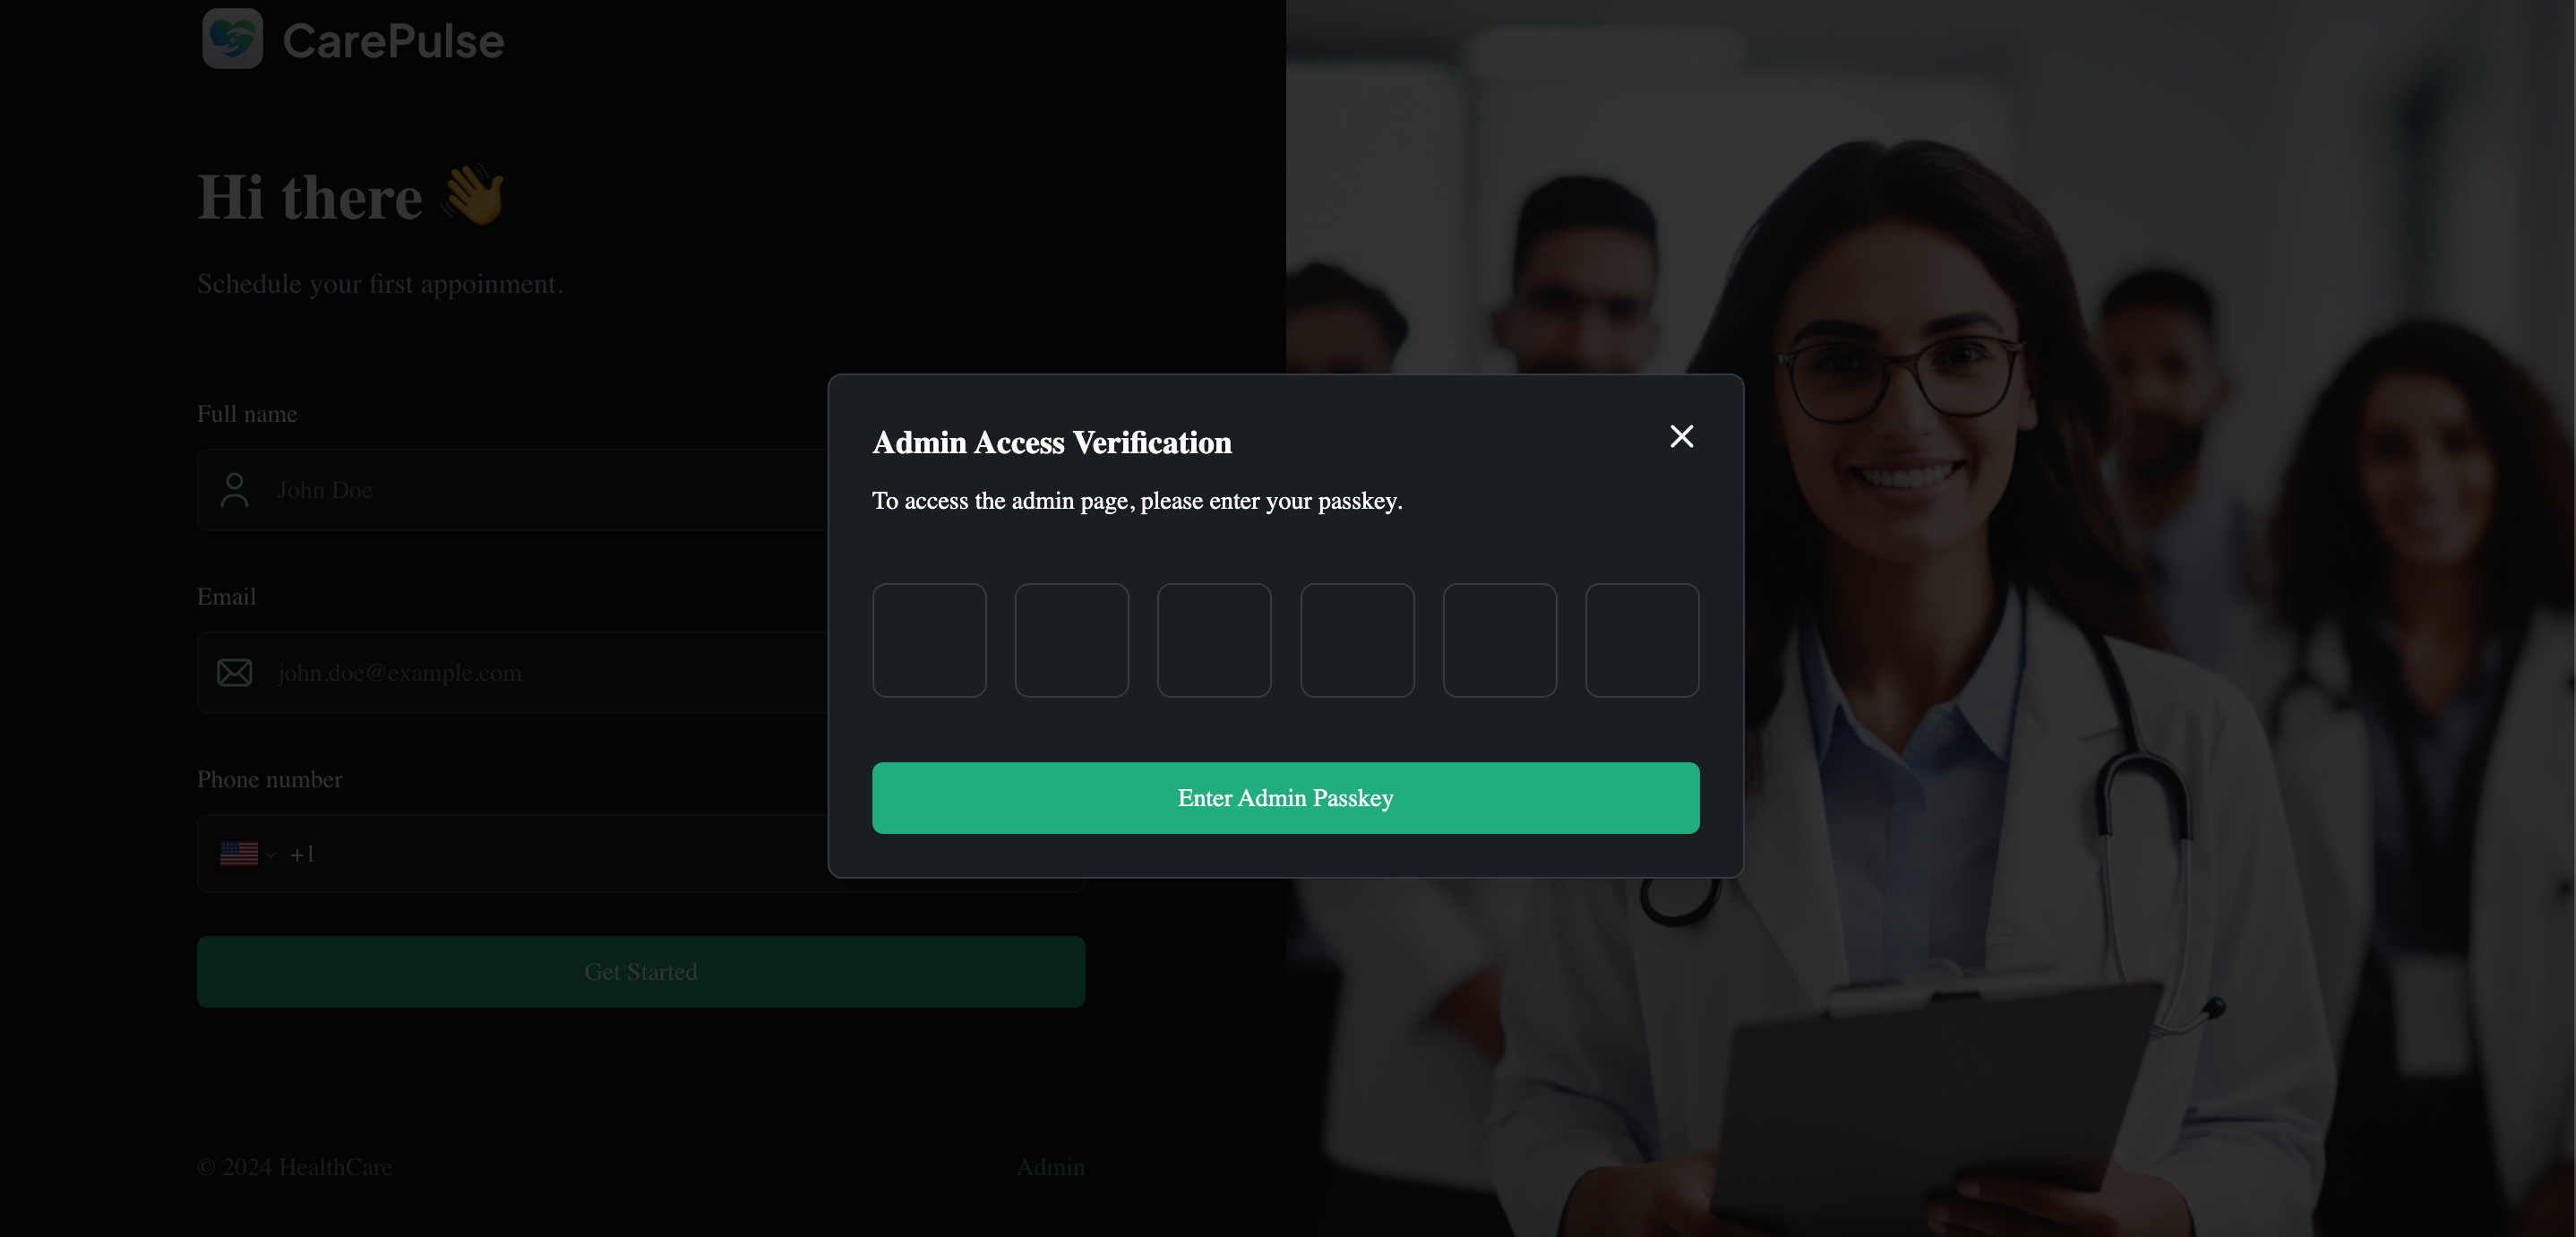 CarePulse
Hi there 👋
Schedule your first appoinment.
Full name
John Doe
Email
john.doe@example.com
Phone number
+1
Get Started
© 2024 HealthCare
Admin
Admin Access Verification
To access the admin page, please enter your passkey.
Enter Admin Passkey